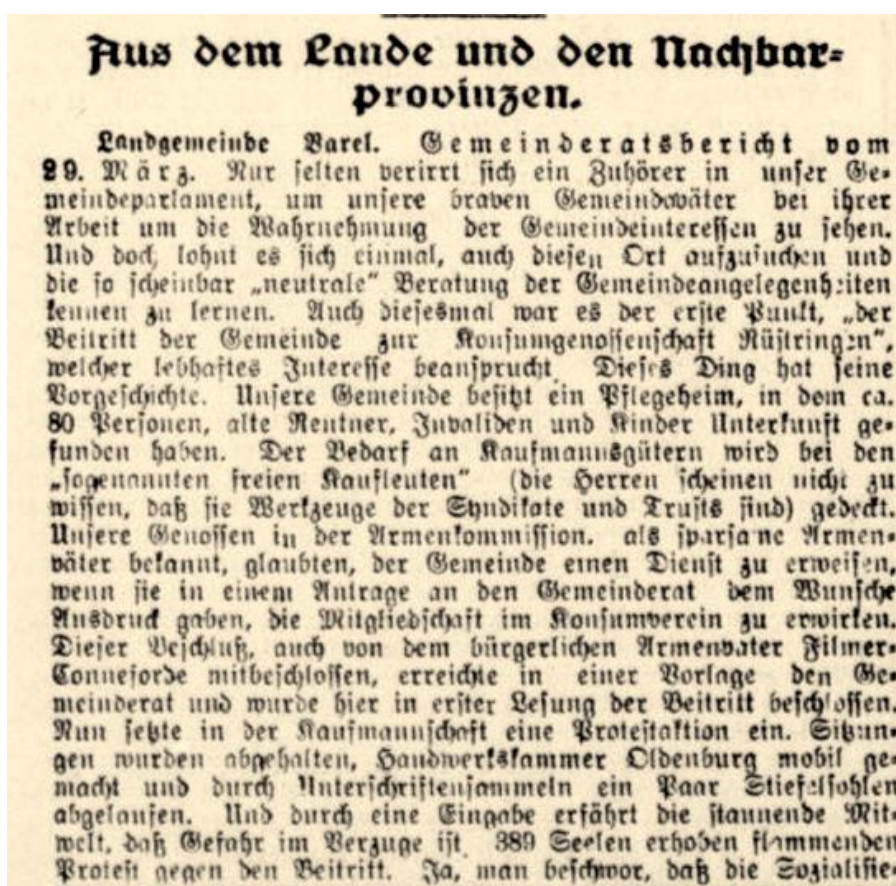 Aus dem Lande und den Nachbar-
provinzen.
Landgemeinde Varel. Gemeinderatsbericht vom
29. März. Nur selten verirrt sich ein Zuhörer in unser Ge-
meindeparlament, um unsere braven Gemeindeväter bei ihrer
Arbeit um die Wahrnehmung der Gemeindeinteressen zu sehen.
Und doch lohnt es sich einmal, auch diesen Ort aufzusuchen und
die so scheinbar „neutrale“ Beratung der Gemeindeangelegenheiten
kennen zu lernen. Auch diesesmal war es der erste Punkt, „der
Beitritt der Gemeinde zur Konsumgenossenschaft Rüstringen“,
welcher lebhaftes Interesse beansprucht. Dieses Ding hat seine
Vorgeschichte. Unsere Gemeinde besitzt ein Pflegeheim, in dem ca.
80 Personen, alte Rentner, Invaliden und Kinder Unterkunft ge-
funden haben. Der Bedarf an Kaufmannsgütern wird bei den
„sogenannten freien Kaufleuten“ (die Herren scheinen nicht zu
wissen, daß sie Werkzeuge der Syndikate und Trusts sind) gedeckt.
Unsere Genossen in der Armenkommission, als sparsame Armen-
väter bekannt, glaubten, der Gemeinde einen Dienst zu erweisen,
wenn sie in einem Antrage an den Gemeinderat dem Wunsche
Ausdruck gaben, die Mitgliedschaft im Konsumverein zu erwirken.
Dieser Beschluß, auch von dem bürgerlichen Armenvater Filmer-
Conneforde mitbeschlossen, erreichte in einer Vorlage den Ge-
meinderat und wurde hier in erster Lesung der Beitritt beschlossen.
Nun setzte in der Kaufmannschaft eine Protestaktion ein. Sitzun-
gen wurden abgehalten, Handwerkskammer Oldenburg mobil ge-
macht und durch Unterschriftensammeln ein Paar Stiefelsohlen
abgelaufen. Und durch eine Eingabe erfährt die staunende Mit-
welt, daß Gefahr im Verzuge ist. 389 Seelen erhoben flammenden
Protest gegen den Beitritt. Ja, man beschwor, daß die Sozialisie-